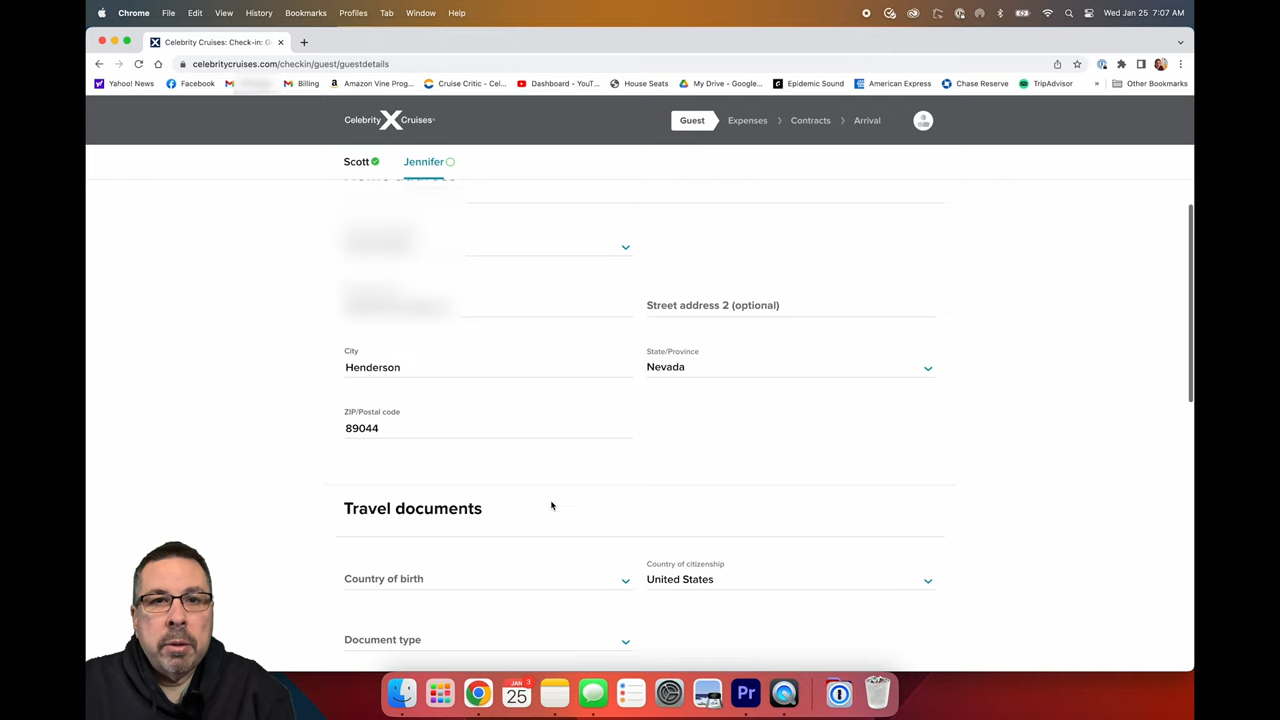 Chrome File Edit View History Bookmarks Profiles Tab Window Help Wed Jan 25 7:07 AM
Celebrity Cruises: Check-in: G
celebritycruises.com/checkin/guest/guestdetails
Yahoo! News Facebook Billing Amazon Vine Prog... Cruise Critic - Cel... Dashboard - YouT... House Seats My Drive - Google... Epidemic Sound American Express Chase Reserve TripAdvisor » Other Bookmarks
Celebrity X Cruises® Guest Expenses Contracts Arrival
Scott Jennifer
Street address 2 (optional)
City State/Province
Henderson Nevada
ZIP/Postal code
89044
Travel documents
Country of citizenship
Country of birth United States
Document type
JAN 3
25 Pr